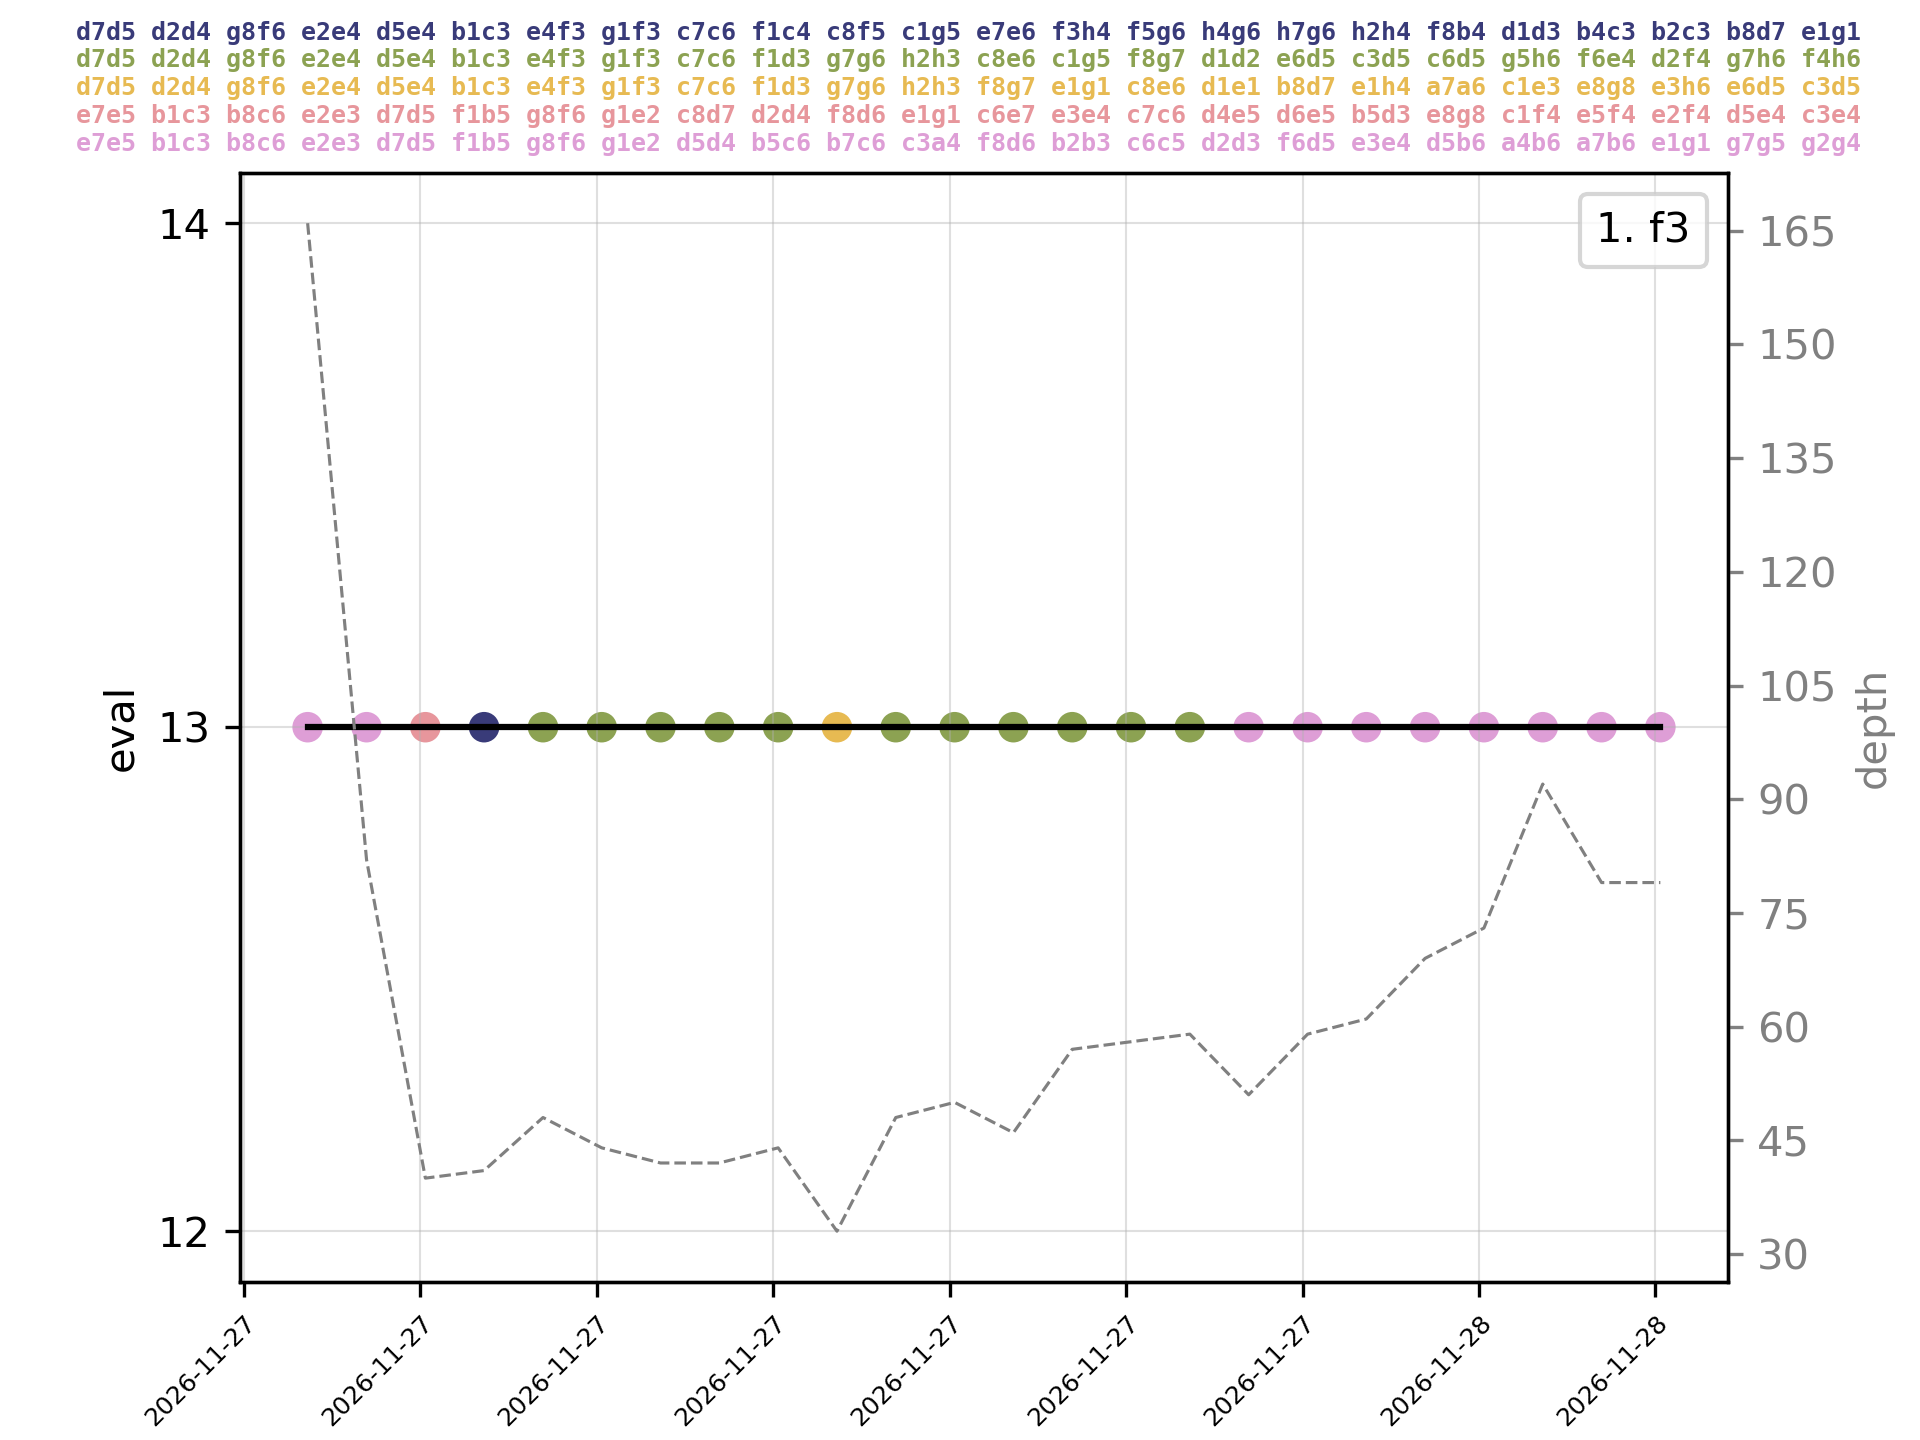 d7d5 d2d4 g8f6 e2e4 d5e4 b1c3 e4f3 g1f3 c7c6 f1c4 c8f5 c1g5 e7e6 f3h4 f5g6 h4g6 h7g6 h2h4 f8b4 d1d3 b4c3 b2c3 b8d7 e1g1
d7d5 d2d4 g8f6 e2e4 d5e4 b1c3 e4f3 g1f3 c7c6 f1d3 g7g6 h2h3 c8e6 c1g5 f8g7 d1d2 e6d5 c3d5 c6d5 g5h6 f6e4 d2f4 g7h6 f4h6
d7d5 d2d4 g8f6 e2e4 d5e4 b1c3 e4f3 g1f3 c7c6 f1d3 g7g6 h2h3 f8g7 e1g1 c8e6 d1e1 b8d7 e1h4 a7a6 c1e3 e8g8 e3h6 e6d5 c3d5
e7e5 b1c3 b8c6 e2e3 d7d5 f1b5 g8f6 g1e2 c8d7 d2d4 f8d6 e1g1 c6e7 e3e4 c7c6 d4e5 d6e5 b5d3 e8g8 c1f4 e5f4 e2f4 d5e4 c3e4
e7e5 b1c3 b8c6 e2e3 d7d5 f1b5 g8f6 g1e2 d5d4 b5c6 b7c6 c3a4 f8d6 b2b3 c6c5 d2d3 f6d5 e3e4 d5b6 a4b6 a7b6 e1g1 g7g5 g2g4
1. f3
14
13
12
eval
165
150
135
120
105
90
75
60
45
30
depth
2026-11-27
2026-11-27
2026-11-27
2026-11-27
2026-11-27
2026-11-27
2026-11-27
2026-11-28
2026-11-28